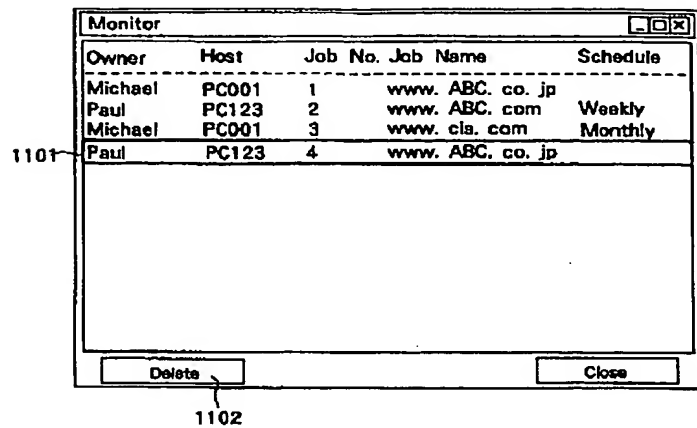 Monitor
Owner Host Job No. Job Name Schedule
Michael PC001 1 www. ABC. co. jp
Paul PC123 2 www. ABC. com Weekly
Michael PC001 3 www. cia. com Monthly
1101 Paul PC123 4 www. ABC. co. jp
Delete Close
1102